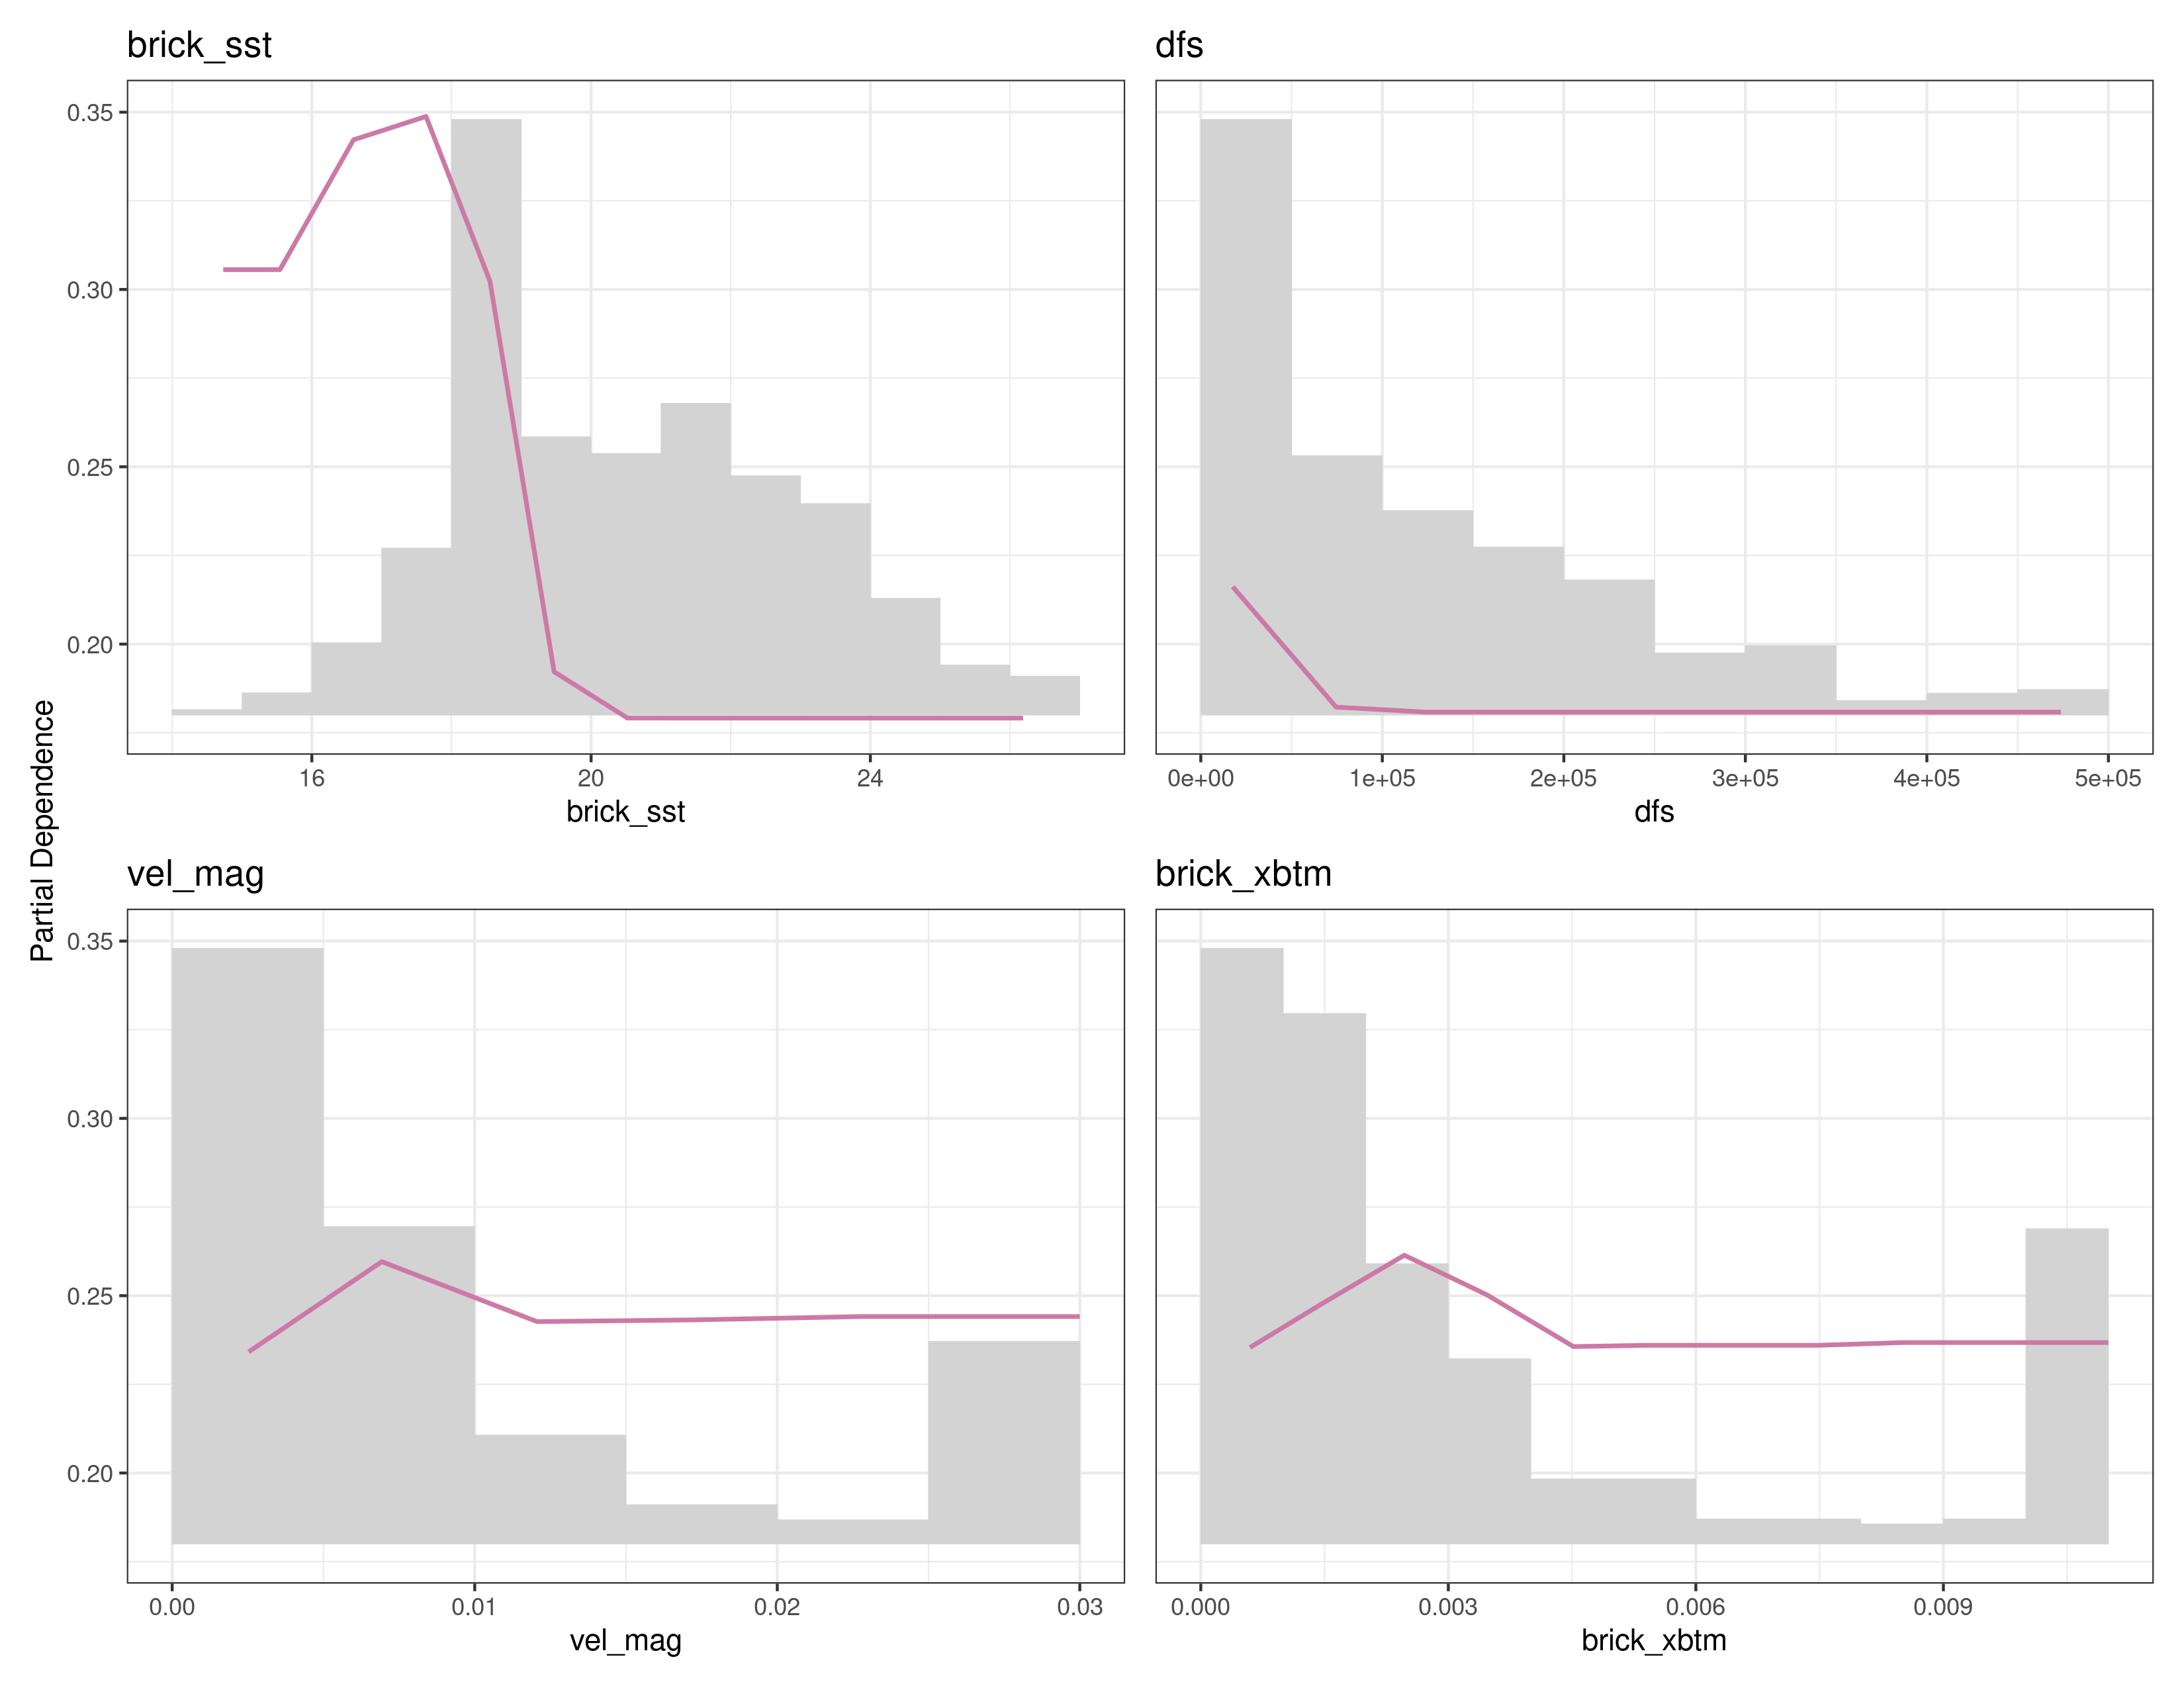 Partial Dependence
brick_sst
0.35
0.30
0.25
0.20
16 20 24
brick_sst
dfs
0e+00 1e+05 2e+05 3e+05 4e+05 5e+05
dfs
vel_mag
0.35
0.30
0.25
0.20
0.00 0.01 0.02 0.03
vel_mag
brick_xbtm
0.000 0.003 0.006 0.009
brick_xbtm